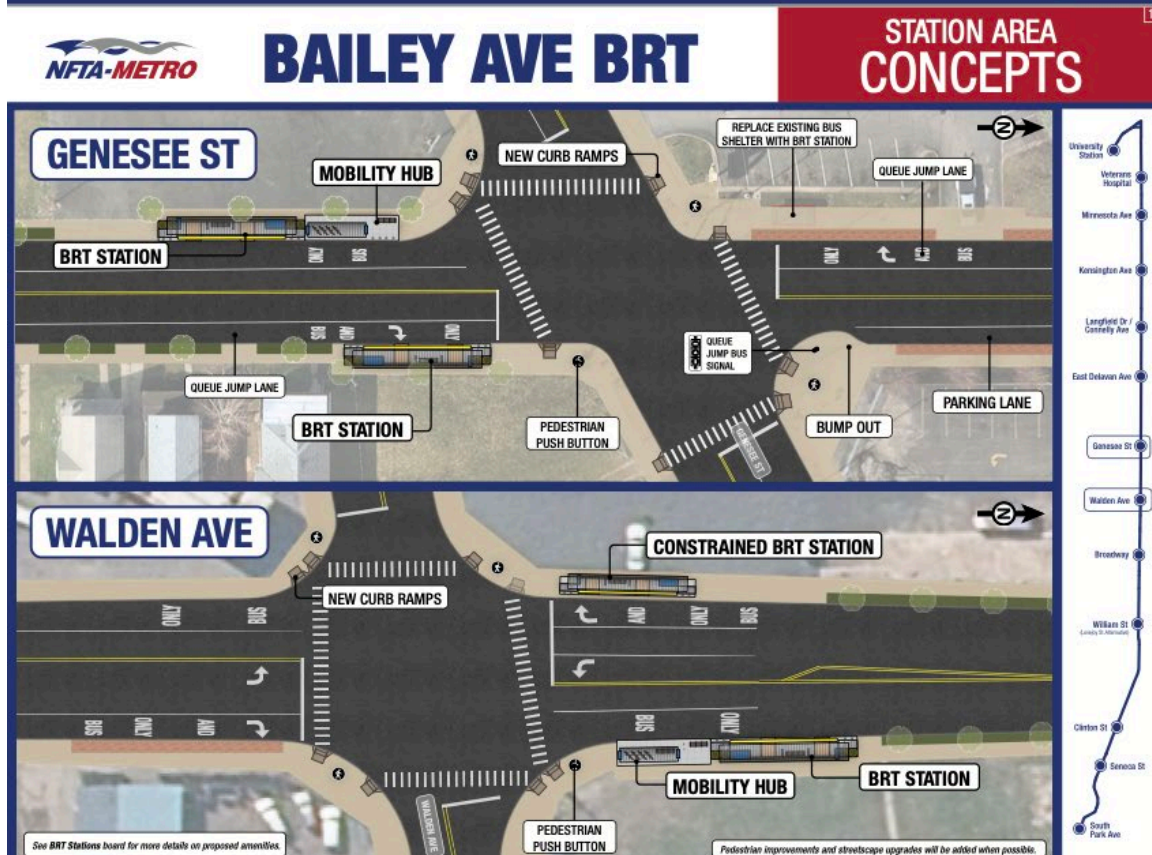 NFTA-METRO
BAILEY AVE BRT
STATION AREA
CONCEPTS
1
GENESEE ST
MOBILITY HUB
NEW CURB RAMPS
REPLACE EXISTING BUS
SHELTER WITH BRT STATION
QUEUE JUMP LANE
N
BRT STATION
ONLY
BUS
ONLY
AND
BUS
BUS
AND
ONLY
QUEUE JUMP LANE
BRT STATION
PEDESTRIAN
PUSH BUTTON
QUEUE
JUMP BUS
SIGNAL
BUMP OUT
PARKING LANE
GENESEE ST
WALDEN AVE
N
CONSTRAINED BRT STATION
NEW CURB RAMPS
ONLY
BUS
AND
ONLY
BUS
BUS
ONLY
AND
BUS
ONLY
MOBILITY HUB
BRT STATION
WALDEN AVE
PEDESTRIAN
PUSH BUTTON
See BRT Stations board for more details on proposed amenities.
Pedestrian improvements and streetscape upgrades will be added when possible.
University
Station
Veterans
Hospital
Minnesota Ave
Kensington Ave
Langfield Dr /
Connelly Ave
East Delavan Ave
Genesee St
Walden Ave
Broadway
William St
Clinton St
Seneca St
South
Park Ave